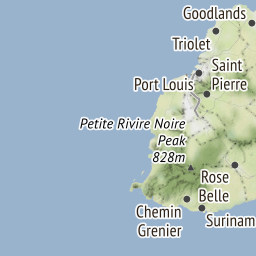 Goodlands
Triolet
Saint
Pierre
Port Louis
Petite Rivire Noire
Peak
828m
Rose
Belle
Chemin
Grenier
Surinam